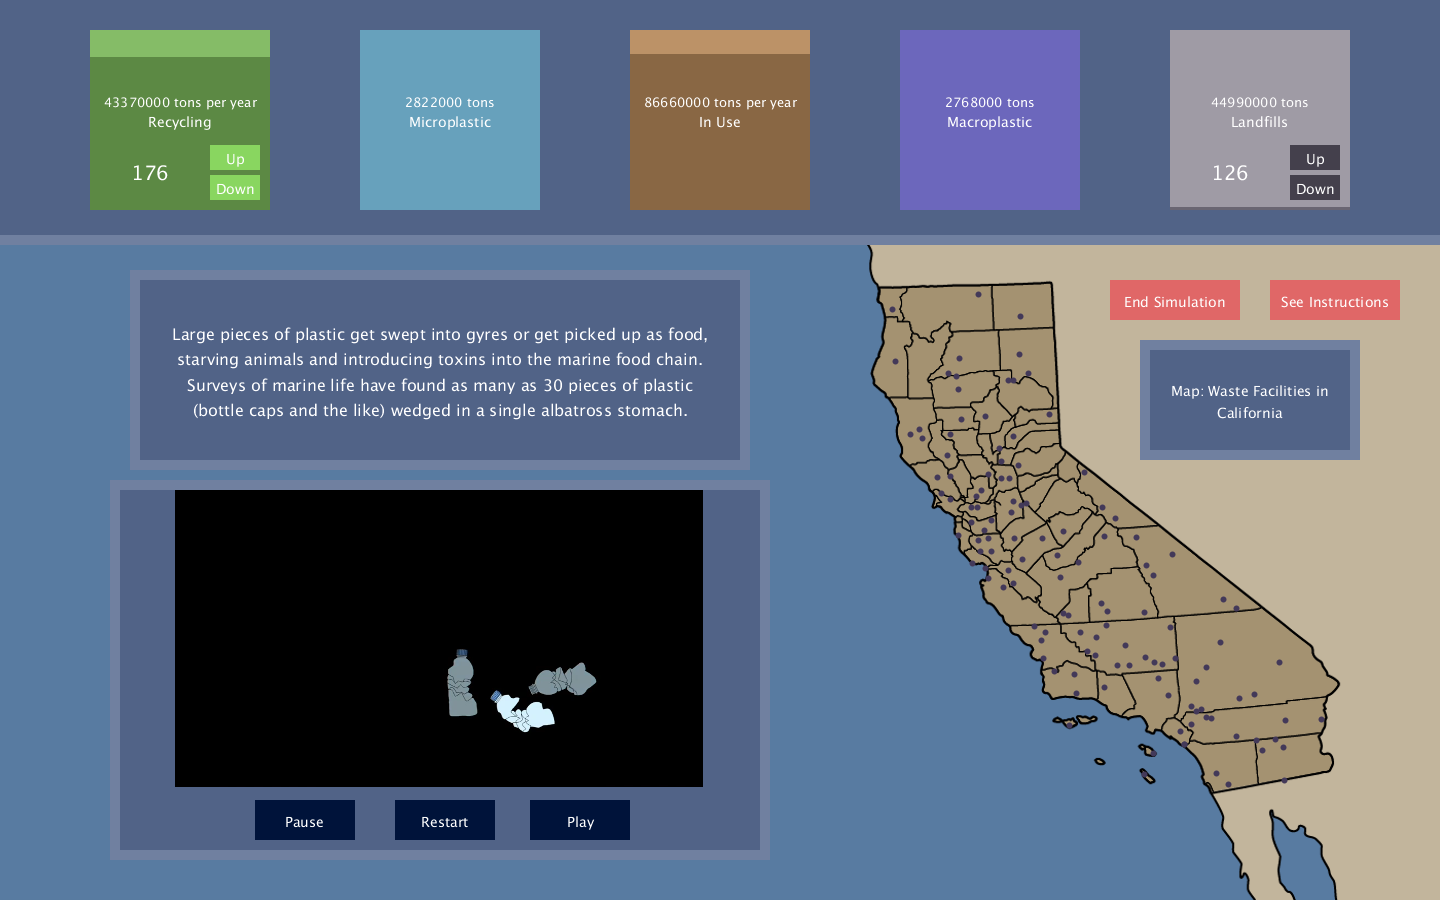 43370000 tons per year
Recycling
176
Up
Down
2822000 tons
Microplastic
86660000 tons per year
In Use
2768000 tons
Macroplastic
44990000 tons
Landfills
126
Up
Down
Large pieces of plastic get swept into gyres or get picked up as food,
starving animals and introducing toxins into the marine food chain.
Surveys of marine life have found as many as 30 pieces of plastic
(bottle caps and the like) wedged in a single albatross stomach.
End Simulation
See Instructions
Map: Waste Facilities in
California
Pause
Restart
Play